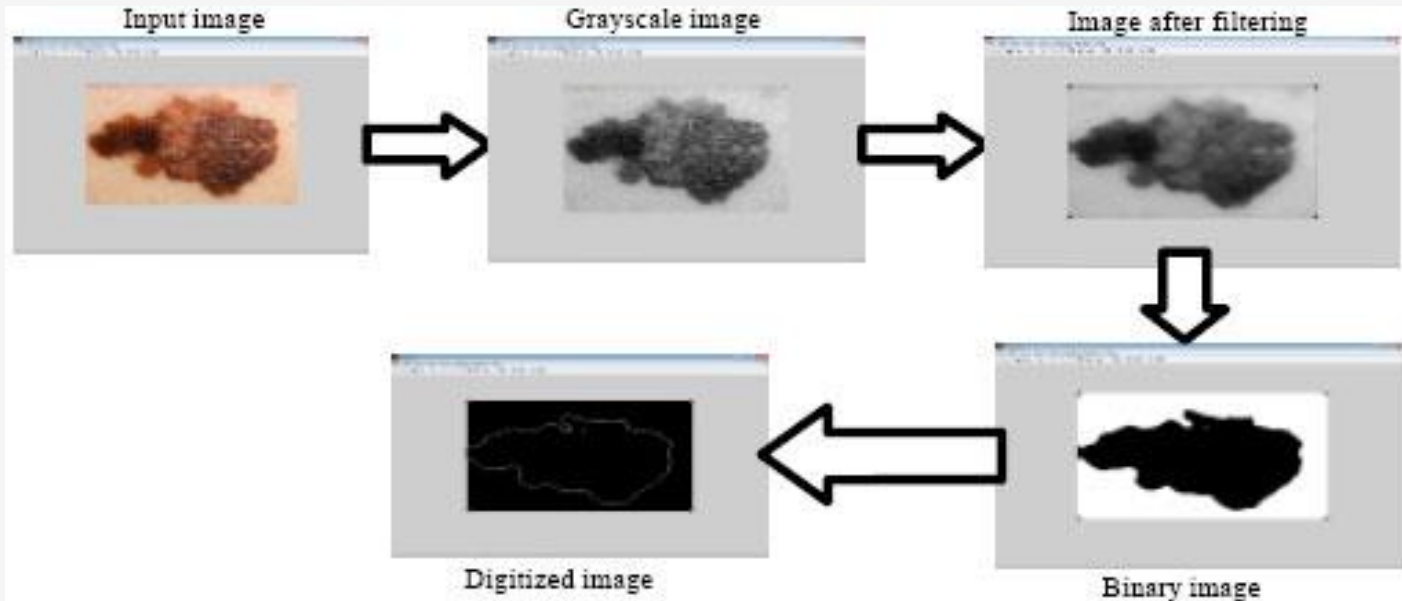 Input image
Grayscale image
Image after filtering
Digitized image
Binary image